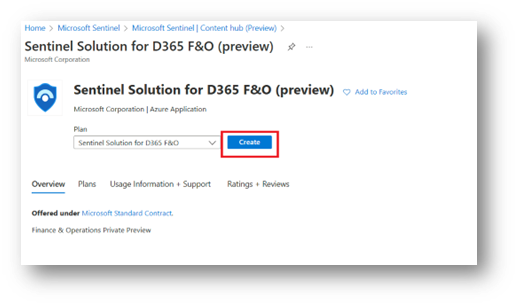 Home > Microsoft Sentinel > Microsoft Sentinel | Content hub (Preview) >
Sentinel Solution for D365 F&O (preview) ...
Microsoft Corporation
Sentinel Solution for D365 F&O (preview) Add to Favorites
Microsoft Corporation | Azure Application
Plan
Sentinel Solution for D365 F&O Create
Overview Plans Usage Information + Support Ratings + Reviews
Offered under Microsoft Standard Contract.
Finance & Operations Private Preview